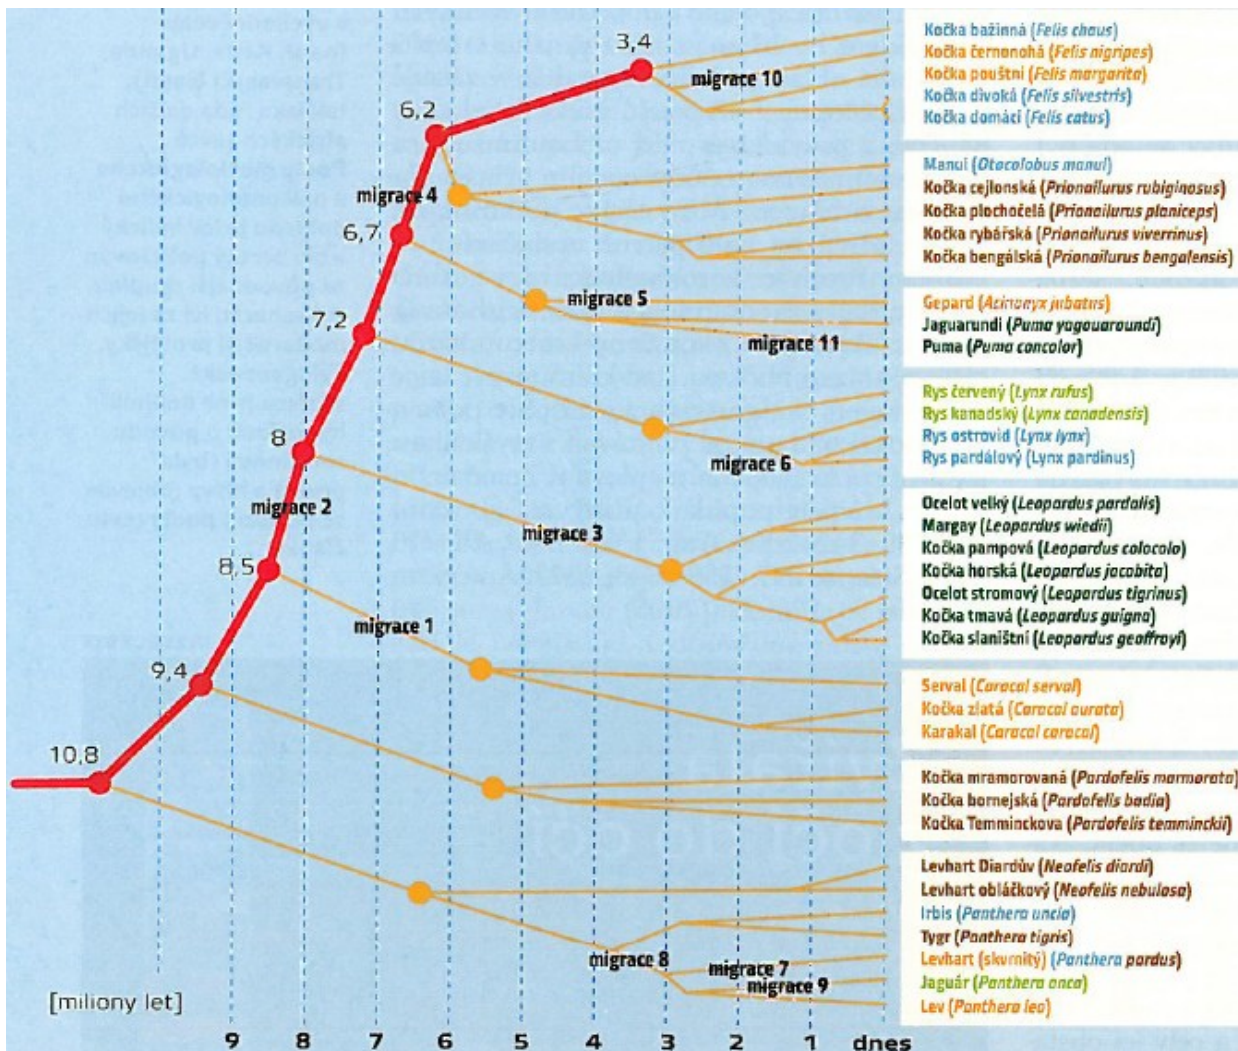 3,4
6,2
6,7
7,2
8
8,5
9,4
10,8
migrace 10
migrace 4
migrace 5
migrace 11
migrace 6
migrace 2
migrace 3
migrace 1
migrace 8
migrace 7
migrace 9
Kočka bažinná (Felis chaus)
Kočka černonohá (Felis nigripes)
Kočka pouštní (Felis margarita)
Kočka divoká (Felis silvestris)
Kočka domácí (Felis catus)
Manul (Otocolobus manul)
Kočka cejlonská (Prionailurus rubiginosus)
Kočka plochočelá (Prionailurus planiceps)
Kočka rybářská (Prionailurus viverrinus)
Kočka bengálská (Prionailurus bengalensis)
Gepard (Acinonyx jubatus)
Jaguarundi (Puma yagouaroundi)
Puma (Puma concolor)
Rys červený (Lynx rufus)
Rys kanadský (Lynx canadensis)
Rys ostrovid (Lynx lynx)
Rys pardálový (Lynx pardinus)
Ocelot velký (Leopardus pardalis)
Margay (Leopardus wiedii)
Kočka pampová (Leopardus colocolo)
Kočka horská (Leopardus jacobita)
Ocelot stromový (Leopardus tigrinus)
Kočka tmavá (Leopardus guigna)
Kočka slaništní (Leopardus geoffroyi)
Serval (Caracal serval)
Kočka zlatá (Caracal aurata)
Karakal (Caracal caracal)
Kočka mramorovaná (Pardofelis marmorata)
Kočka bornejská (Pardofelis badia)
Kočka Temminckova (Pardofelis temminckii)
Levhart Diardův (Neofelis diardi)
Levhart obláčkový (Neofelis nebulosa)
Irbis (Panthera uncia)
Tygr (Panthera tigris)
Levhart (skvrnitý) (Panthera pardus)
Jaguár (Panthera onca)
Lev (Panthera leo)
[miliony let]
9 8 7 6 5 4 3 2 1 dnes